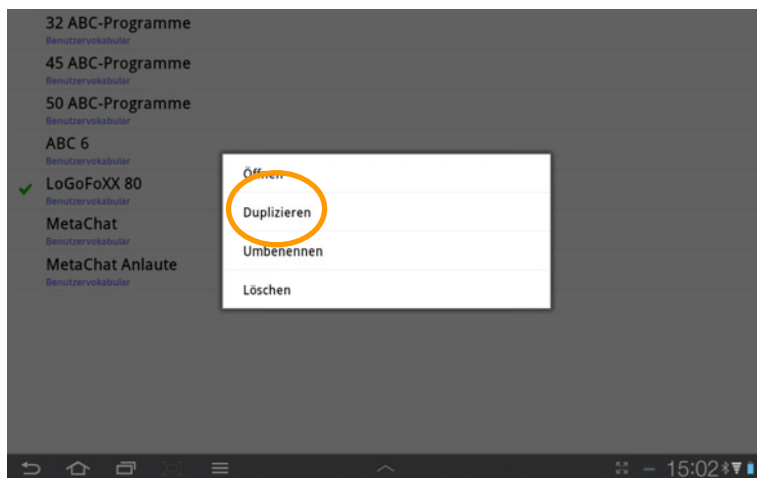 32 ABC-Programme
Benutzervokabular
45 ABC-Programme
Benutzervokabular
50 ABC-Programme
Benutzervokabular
ABC 6
Benutzervokabular
LoGoFoXX 80
Benutzervokabular
MetaChat
Benutzervokabular
MetaChat Anlaute
Benutzervokabular
Öffnen
Duplizieren
Umbenennen
Löschen
15:02